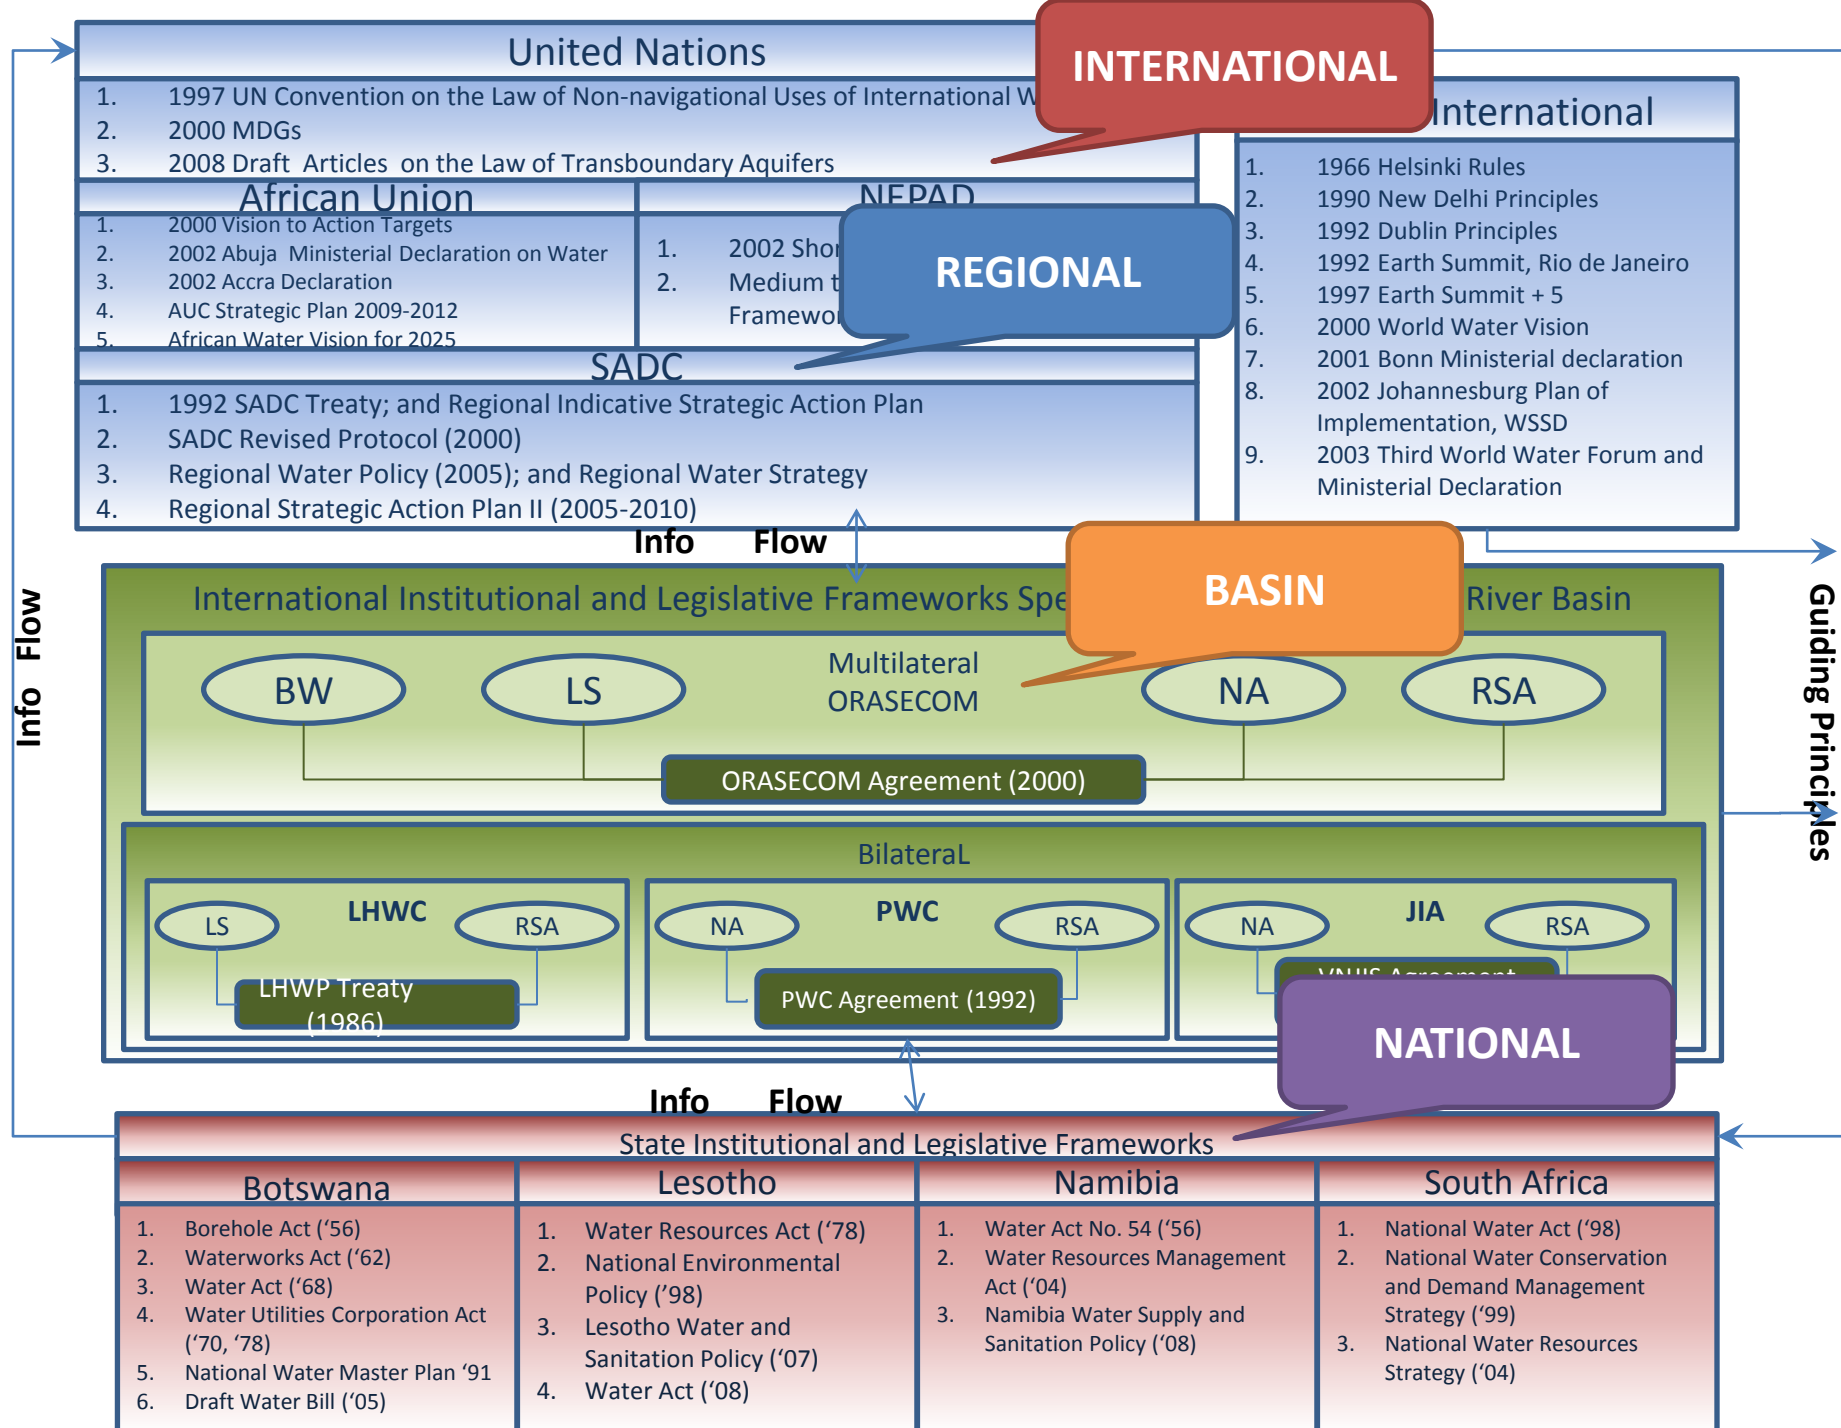 United Nations
INTERNATIONAL
1. 1997 UN Convention on the Law of Non-navigational Uses of International
2. 2000 MDGs
3. 2008 Draft Articles on the Law of Transboundary Aquifers
International
1. 1966 Helsinki Rules
2. 1990 New Delhi Principles
3. 1992 Dublin Principles
4. 1992 Earth Summit, Rio de Janeiro
5. 1997 Earth Summit + 5
6. 2000 World Water Vision
7. 2001 Bonn Ministerial declaration
8. 2002 Johannesburg Plan of
Implementation, WSSD
9. 2003 Third World Water Forum and
Ministerial Declaration
African Union
1. 2000 Vision to Action Targets
2. 2002 Abuja Ministerial Declaration on Water
3. 2002 Accra Declaration
4. AUC Strategic Plan 2009-2012
5. African Water Vision for 2025
NEPAD
1. 2002
2. Medium
REGIONAL
SADC
1. 1992 SADC Treaty; and Regional Indicative Strategic Action Plan
2. SADC Revised Protocol (2000)
3. Regional Water Policy (2005); and Regional Water Strategy
4. Regional Strategic Action Plan II (2005-2010)
Info Flow
Info Flow
Guiding Principles
International Institutional and Legislative Frameworks
River Basin
BASIN
Multilateral
ORASECOM
BW
LS
NA
RSA
ORASECOM Agreement (2000)
BilateraL
LHWC
LS
RSA
LHWP Treaty
(1986)
PWC
NA
RSA
PWC Agreement (1992)
JIA
NA
RSA
VNJIS Agreement
NATIONAL
Info Flow
State Institutional and Legislative Frameworks
Botswana
1. Borehole Act (‘56)
2. Waterworks Act (‘62)
3. Water Act (‘68)
4. Water Utilities Corporation Act
(‘70, ‘78)
5. National Water Master Plan ‘91
6. Draft Water Bill (‘05)
Lesotho
1. Water Resources Act (‘78)
2. National Environmental
Policy (’98)
3. Lesotho Water and
Sanitation Policy (‘07)
4. Water Act (‘08)
Namibia
1. Water Act No. 54 (‘56)
2. Water Resources Management
Act (‘04)
3. Namibia Water Supply and
Sanitation Policy (‘08)
South Africa
1. National Water Act (‘98)
2. National Water Conservation
and Demand Management
Strategy (‘99)
3. National Water Resources
Strategy (‘04)